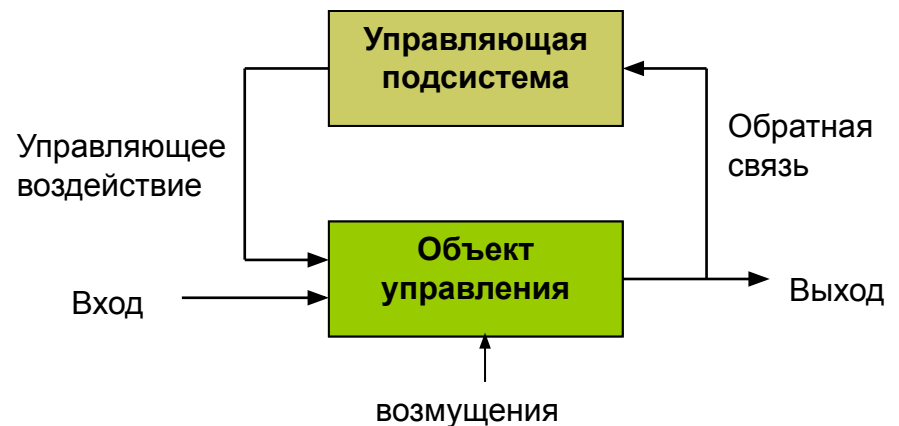 Управляющая
подсистема
Управляющее
воздействие
Обратная
связь
Объект
управления
Вход
Выход
возмущения